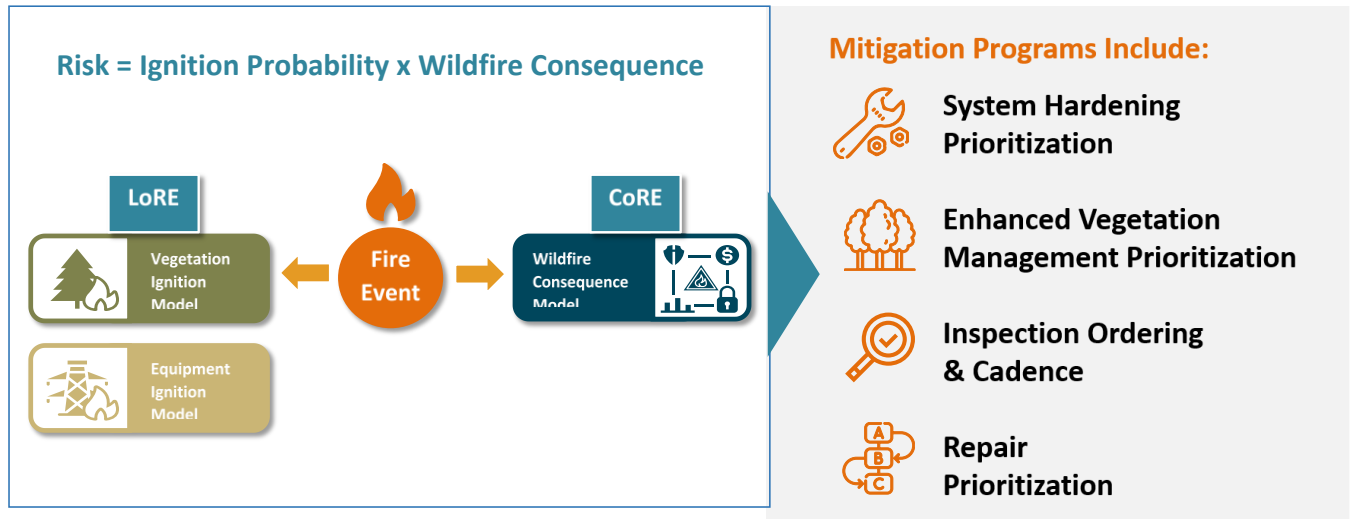 Risk = Ignition Probability x Wildfire Consequence
LoRE
Vegetation
Ignition
Model
Equipment
Ignition
Model
Fire
Event
CoRE
Wildfire
Consequence
Model
$
Mitigation Programs Include:
System Hardening
Prioritization
Enhanced Vegetation
Management Prioritization
Inspection Ordering
& Cadence
A
B
C
Repair
Prioritization